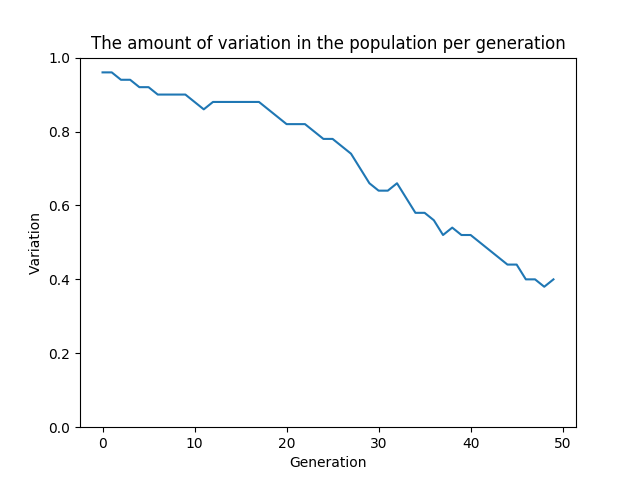 The amount of variation in the population per generation
1.0
0.8
0.6
0.4
0.2
0.0
Variation
0 10 20 30 40 50
Generation